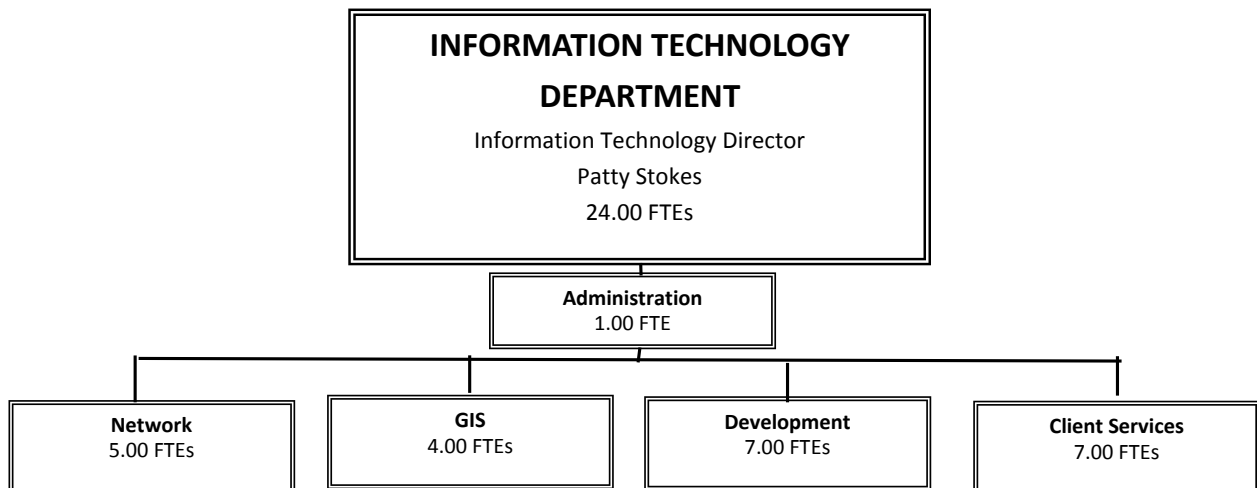 INFORMATION TECHNOLOGY
DEPARTMENT
Information Technology Director
Patty Stokes
24.00 FTEs
Administration
1.00 FTE
Network
5.00 FTEs
GIS
4.00 FTEs
Development
7.00 FTEs
Client Services
7.00 FTEs